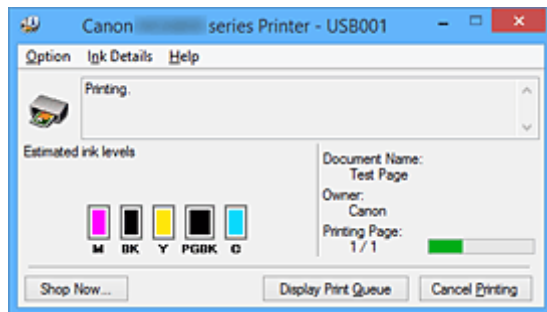 Canon series Printer - USB001
Option Ink Details Help
Printing.
Estimated ink levels
M BK Y PGBK C
Document Name:
Test Page
Owner:
Canon
Printing Page:
1 / 1
Shop Now... Display Print Queue Cancel Printing